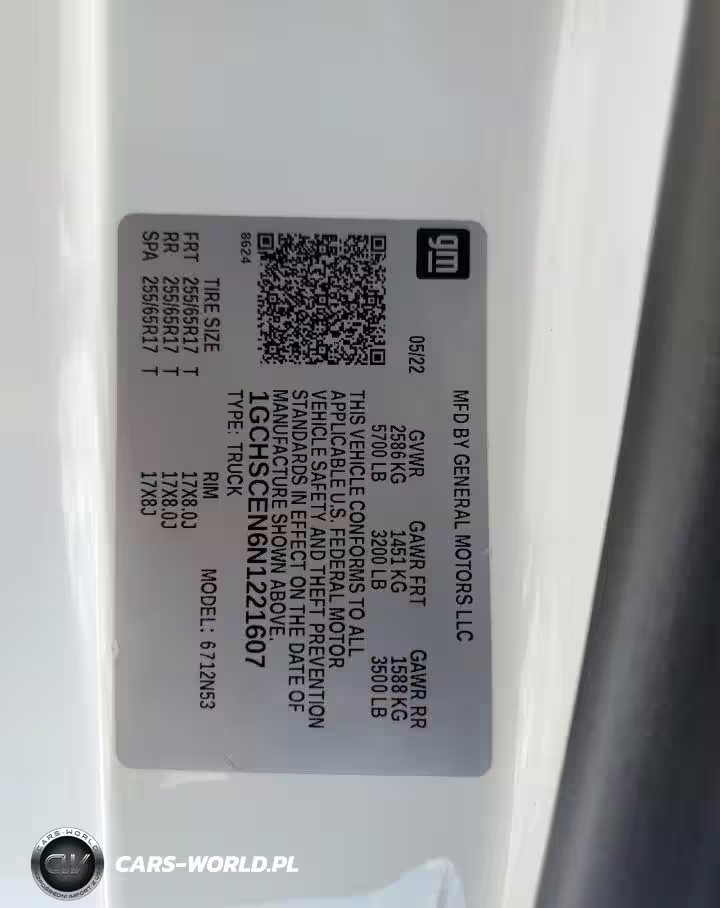 gm
MFD BY GENERAL MOTORS LLC
05/22
GVWR GAWR FRT GAWR RR
2586 KG 1451 KG 1588 KG
5700 LB 3200 LB 3500 LB
THIS VEHICLE CONFORMS TO ALL
APPLICABLE U.S. FEDERAL MOTOR
VEHICLE SAFETY AND THEFT PREVENTION
STANDARDS IN EFFECT ON THE DATE OF
MANUFACTURE SHOWN ABOVE.
1GCHSCEN6N1221607
8624
TYPE: TRUCK
TIRE SIZE RIM MODEL: 6712N53
FRT 255/65R17 T 17X8.0J
RR 255/65R17 T 17X8.0J
SPA 255/65R17 T 17X8J
CARS-WORLD
CW
CARS-WORLD.PL